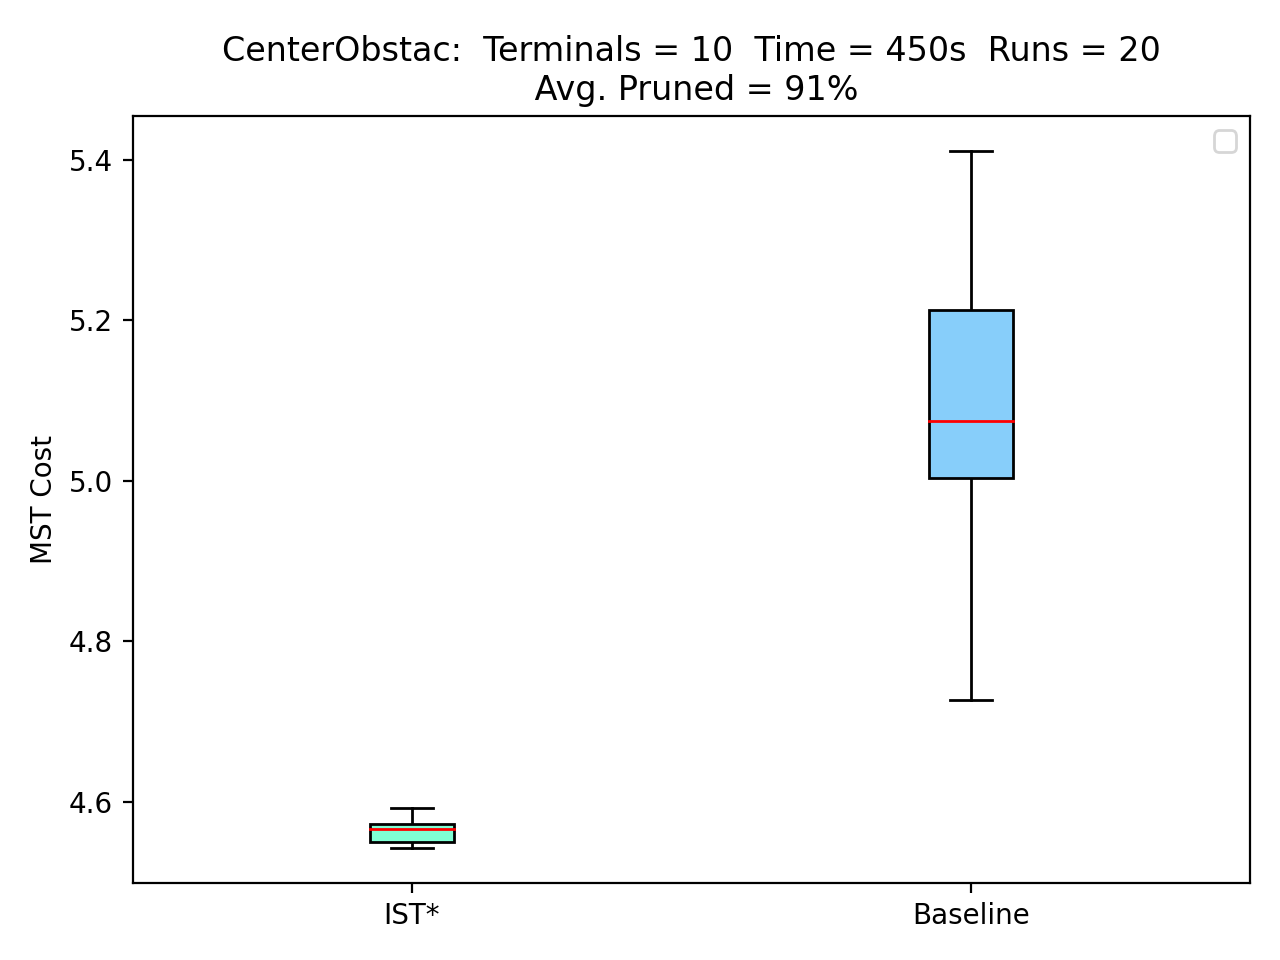 CenterObstac:  Terminals = 10  Time = 450s  Runs = 20
Avg. Pruned = 91%
MST Cost
5.4
5.2
5.0
4.8
4.6
IST*
Baseline